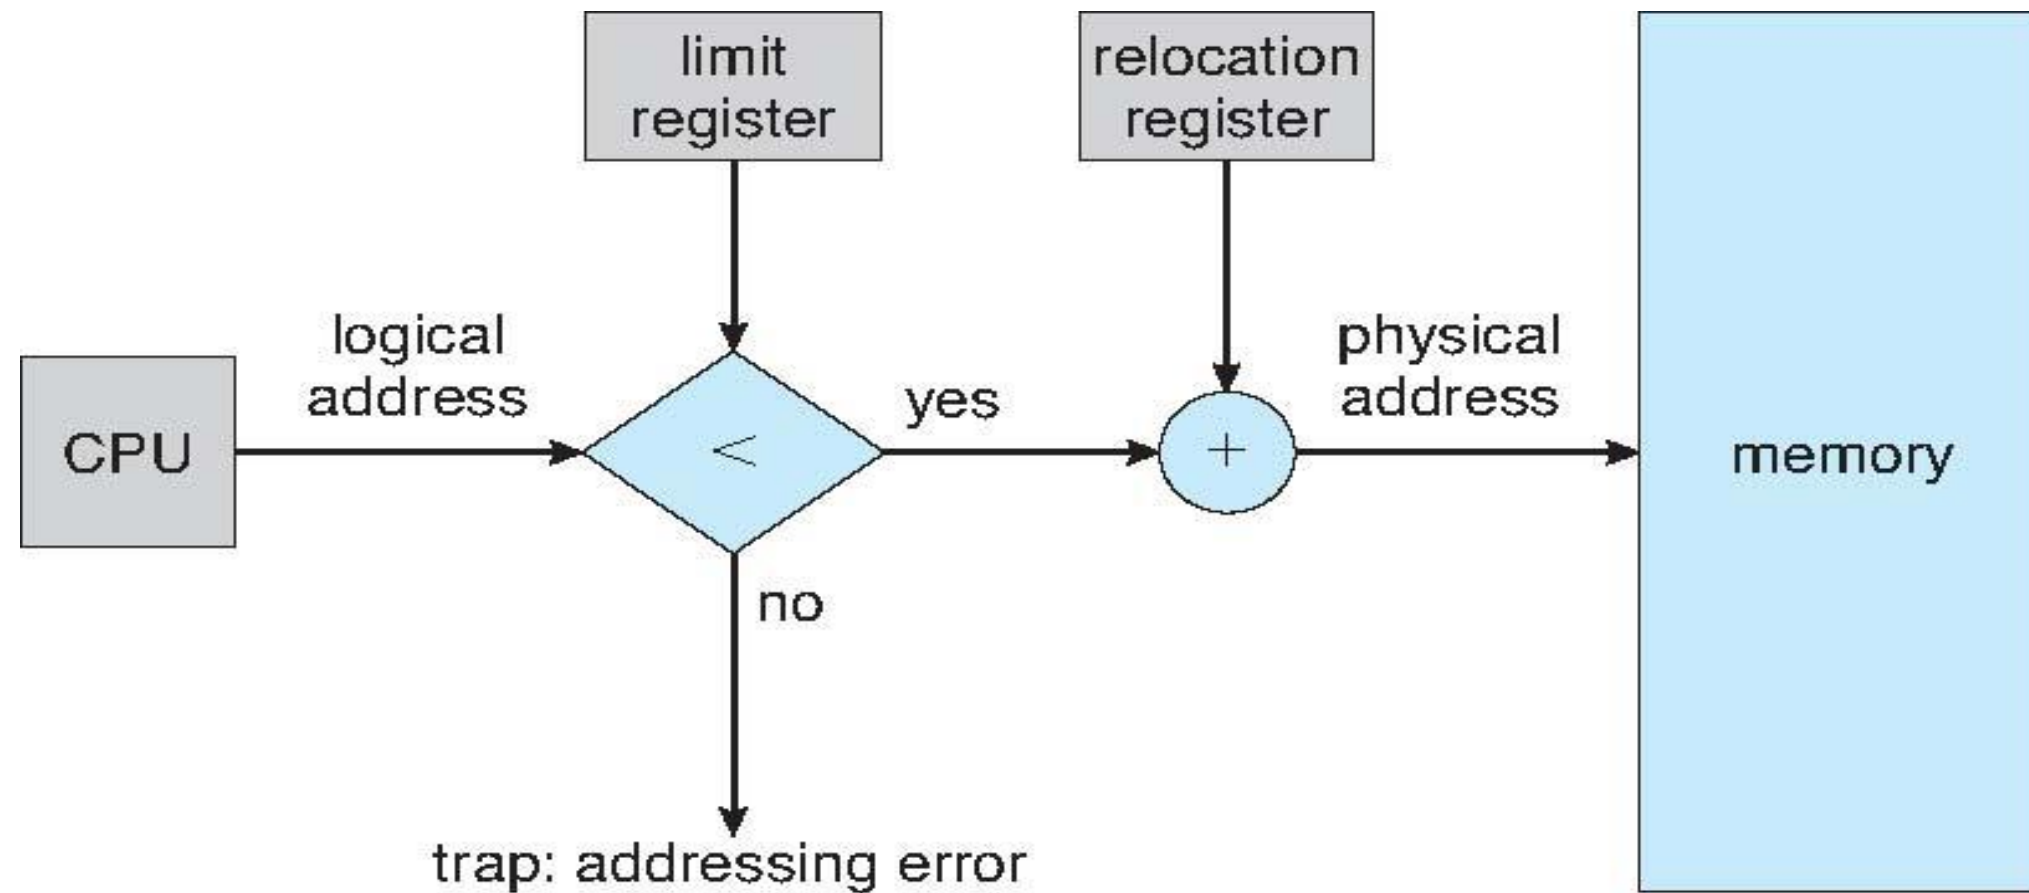 limit
register
relocation
register
logical
address
physical
address
CPU
<
yes
+
memory
no
trap: addressing error